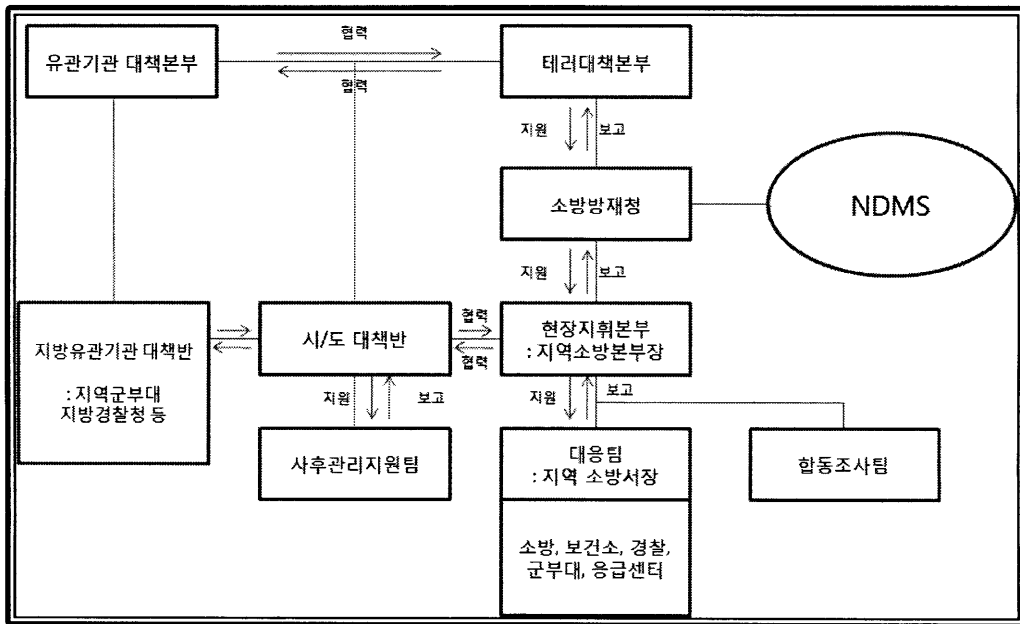 협력
유관기관 대책본부
테러대책본부
협력
지원
보고
소방방재청
NDMS
지원
보고
지방유관기관 대책반
: 지역군부대
지방경찰청 등
시/도 대책반
협력
협력
현장지휘본부
: 지역소방본부장
지원
보고
지원
보고
사후관리지원팀
대응팀
: 지역 소방서장
합동조사팀
소방, 보건소, 경찰,
군부대, 응급센터